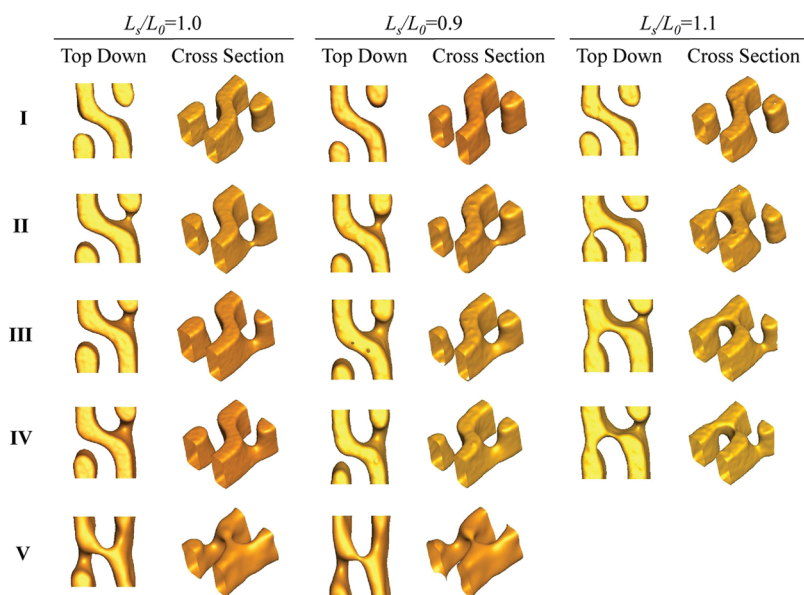 Ls/L0=1.0 Ls/L0=0.9 Ls/L0=1.1
Top Down Cross Section Top Down Cross Section Top Down Cross Section
I
II
III
IV
V